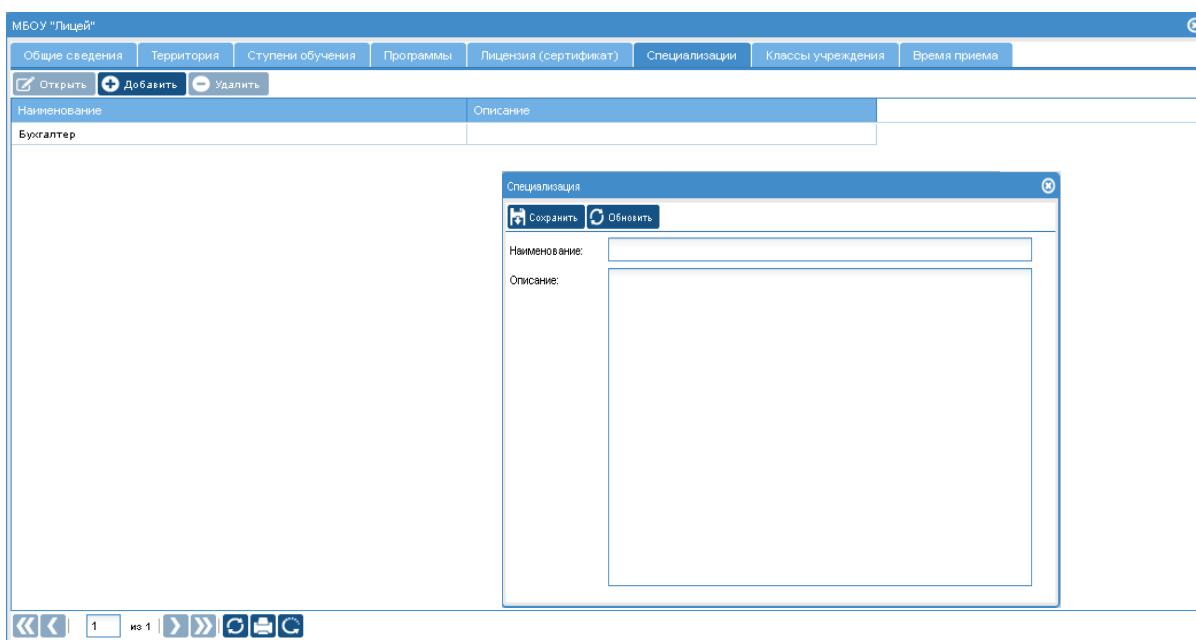 МБОУ "Лицей"
Общие сведения Территория Ступени обучения Программы Лицензия (сертификат) Специализации Классы учреждения Время приема
Открыть Добавить Удалить
Наименование Описание
Бухгалтер
Специализация
Сохранить Обновить
Наименование:
Описание:
1 из 1